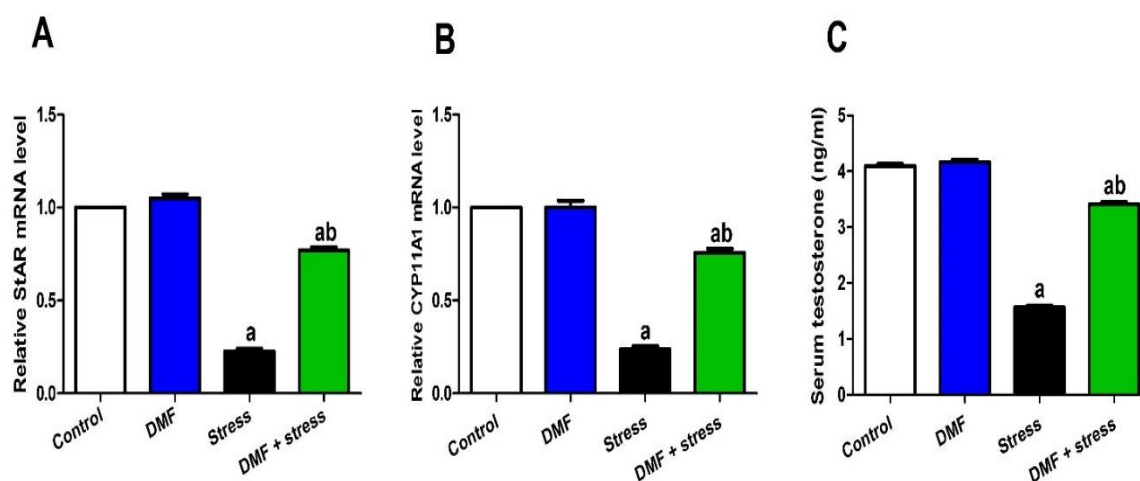 A
Relative StAR mRNA level
1.5
1.0
0.5
0.0
a
ab
Control
DMF
Stress
DMF + stress
B
Relative CYP11A1 mRNA level
1.5
1.0
0.5
0.0
a
ab
Control
DMF
Stress
DMF + stress
C
Serum testosterone (ng/ml)
5
4
3
2
1
0
a
ab
Control
DMF
Stress
DMF + stress